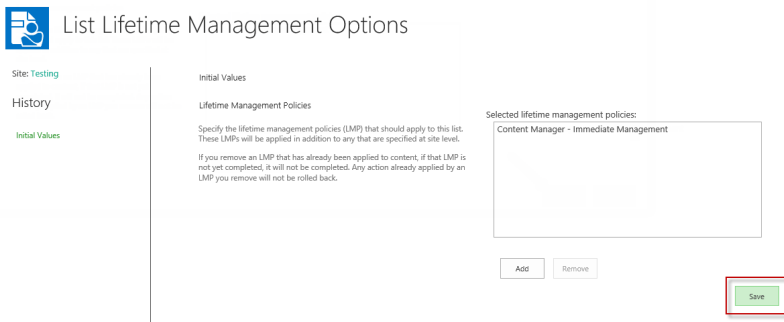 List Lifetime Management Options
Site: Testing
History
Initial Values
Initial Values
Lifetime Management Policies
Specify the lifetime management policies (LMP) that should apply to this list.
These LMPs will be applied in addition to any that are specified at site level.
If you remove an LMP that has already been applied to content, if that LMP is
not yet completed, it will not be completed. Any action already applied by an
LMP you remove will not be rolled back.
Selected lifetime management policies:
Content Manager - Immediate Management
Add
Remove
Save